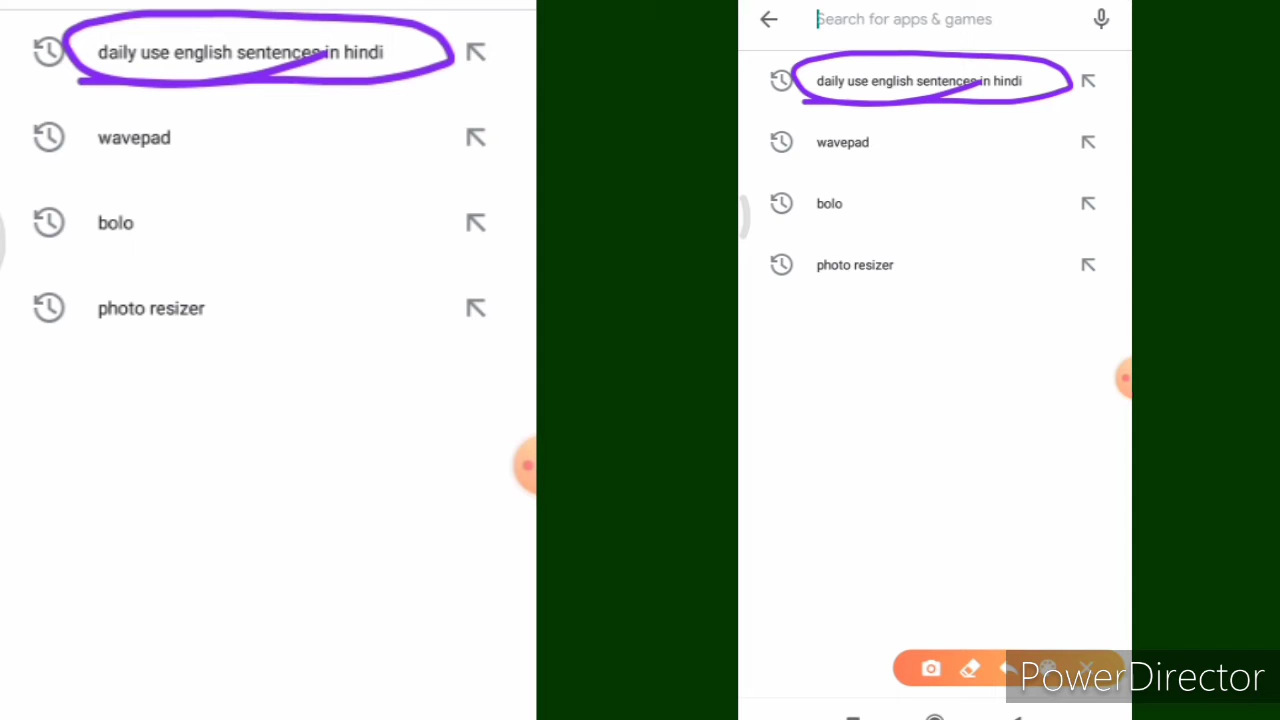 daily use english sentences in hindi
wavepad
bolo
photo resizer
Search for apps & games
daily use english sentences in hindi
wavepad
bolo
photo resizer
PowerDirector